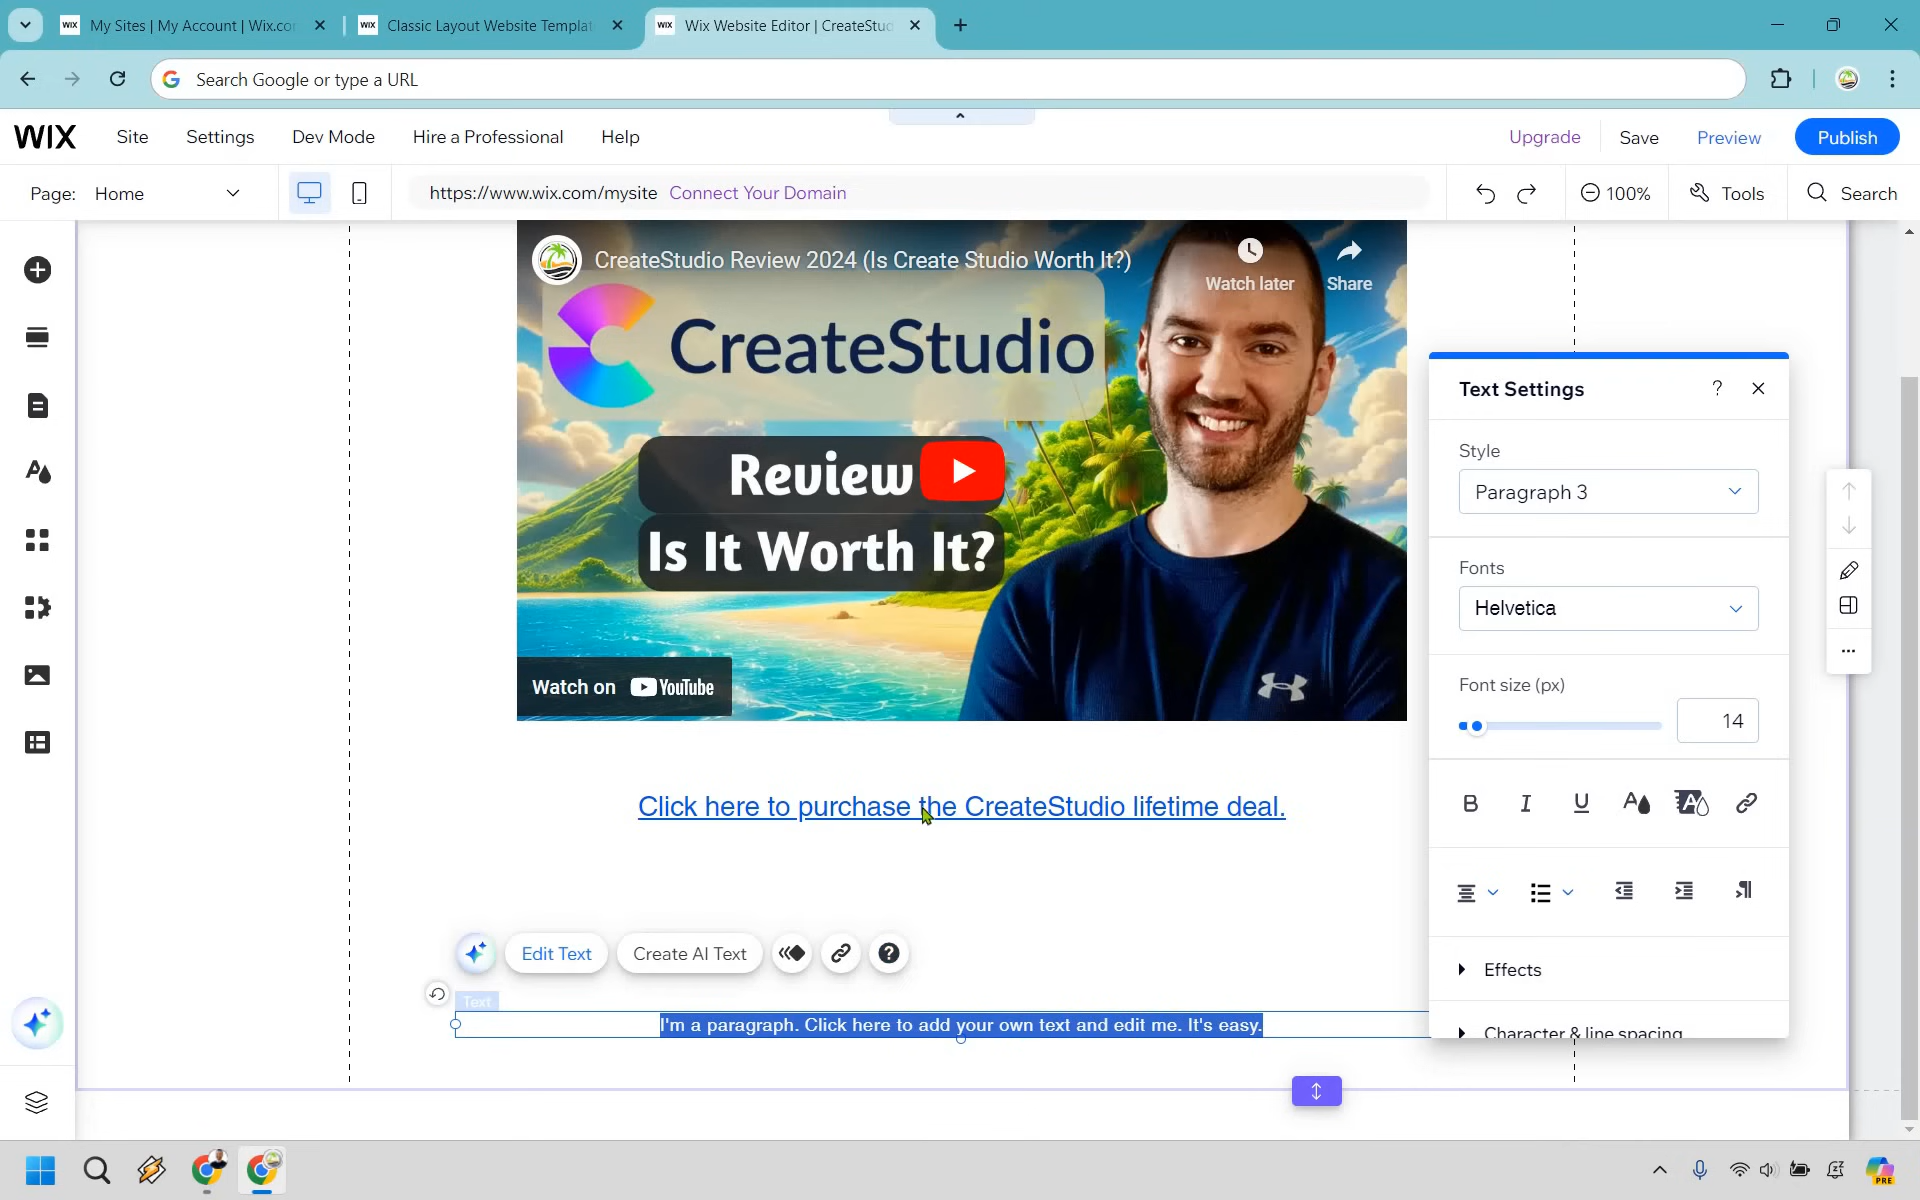 My Sites | My Account | Wix.co
Classic Layout Website Templat
Wix Website Editor | CreateStud
Search Google or type a URL
WIX
Site
Settings
Dev Mode
Hire a Professional
Help
Upgrade
Save
Preview
Publish
Page: Home
https://www.wix.com/mysite Connect Your Domain
100%
Tools
Search
CreateStudio Review 2024 (Is Create Studio Worth It?)
Watch later
Share
CreateStudio
Review
Is It Worth It?
Watch on YouTube
Click here to purchase the CreateStudio lifetime deal.
Edit Text
Create AI Text
Text
I'm a paragraph. Click here to add your own text and edit me. It's easy.
Text Settings
?
Style
Paragraph 3
Fonts
Helvetica
Font size (px)
14
B I U
Effects
Character & line spacing
PRE